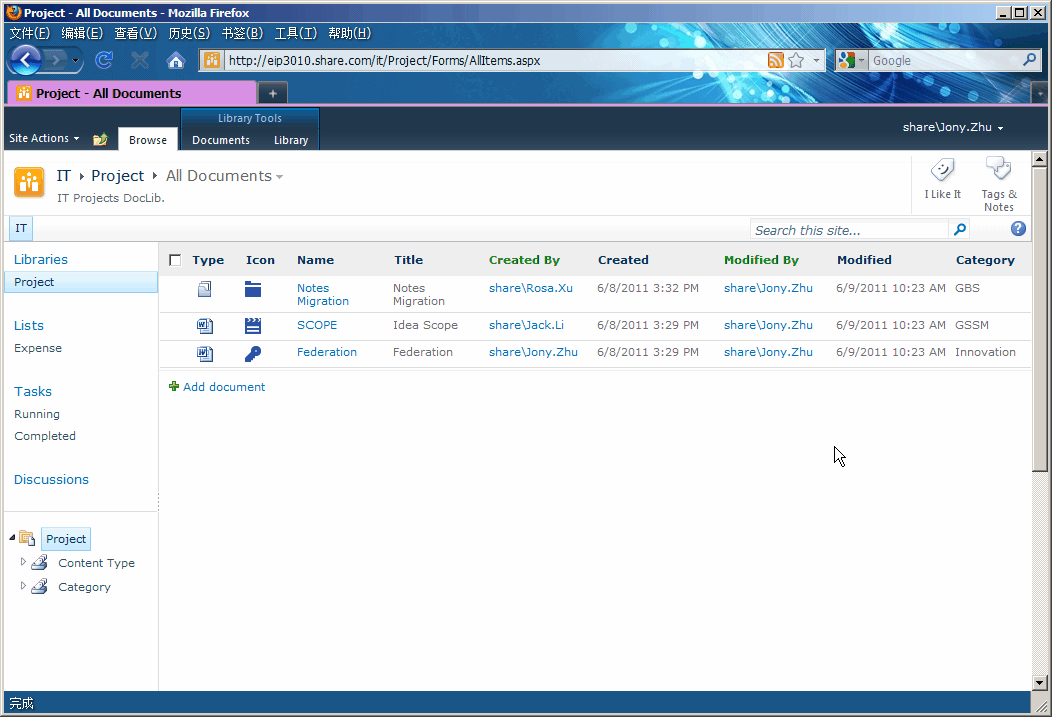 Project - All Documents - Mozilla Firefox
文件(F) 编辑(E) 查看(V) 历史(S) 书签(B) 工具(T) 帮助(H)
http://eip3010.share.com/it/Project/Forms/AllItems.aspx
Google
Project - All Documents
Library Tools
Site Actions Browse Documents Library
share\Jony.Zhu
IT Project All Documents
IT Projects DocLib.
I Like It
Tags &
Notes
IT
Search this site...
Libraries
Project
Lists
Expense
Tasks
Running
Completed
Discussions
Project
Content Type
Category
Type Icon Name Title Created By Created Modified By Modified Category
Notes Notes share\Rosa.Xu 6/8/2011 3:32 PM share\Jony.Zhu 6/9/2011 10:23 AM GBS
Migration Migration
SCOPE Idea Scope share\Jack.Li 6/8/2011 3:29 PM share\Jony.Zhu 6/9/2011 10:23 AM GSSM
Federation Federation share\Jony.Zhu 6/8/2011 3:29 PM share\Jony.Zhu 6/9/2011 10:23 AM Innovation
Add document
完成